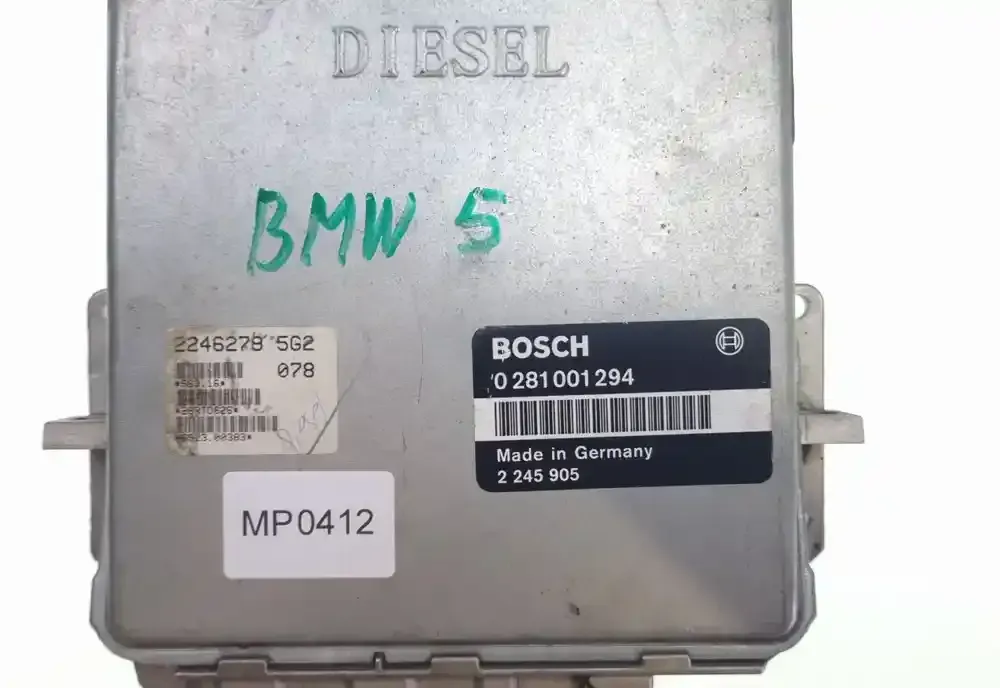 DIESEL
BMW 5
2246278 5G2
078
BOSCH
0 281 001 294
Made in Germany
2 245 905
MP0412